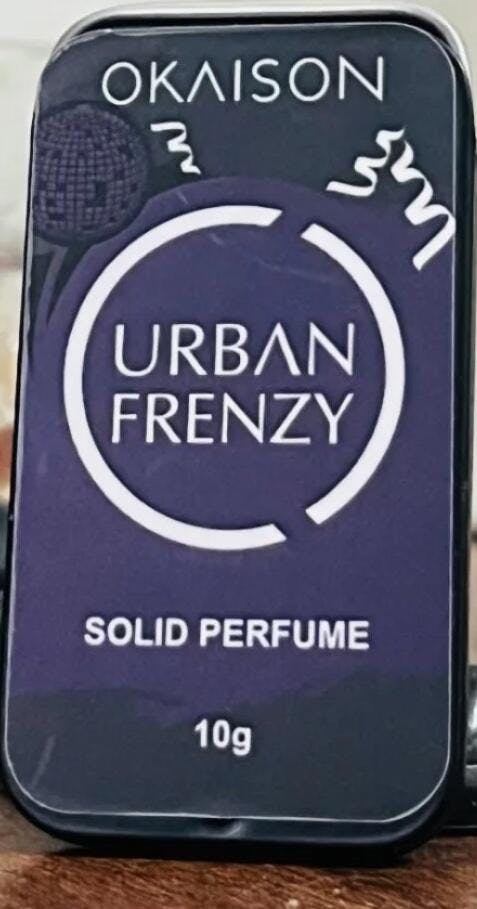 OKAISON
URBAN
FRENZY
SOLID PERFUME
10g